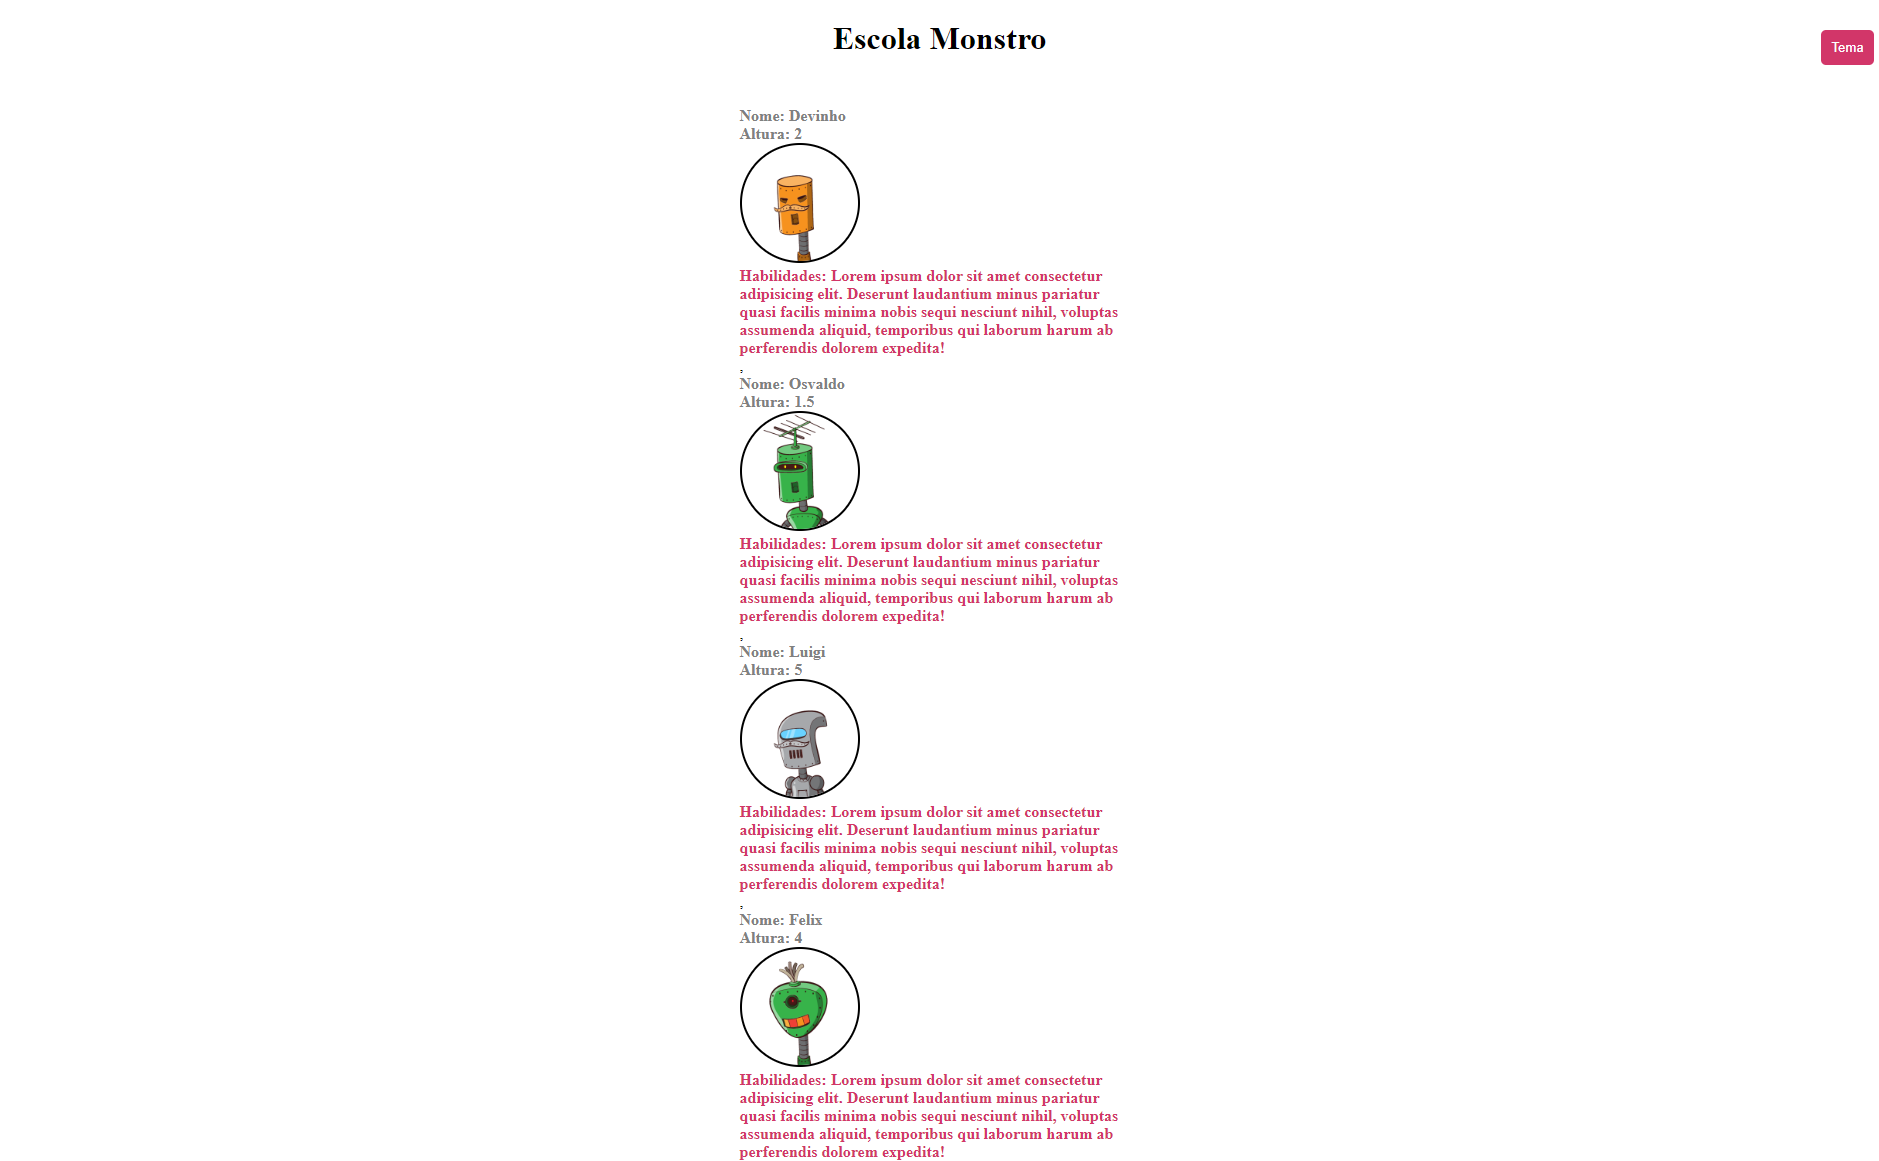 Escola Monstro
Tema
Nome: Devinho
Altura: 2
Habilidades: Lorem ipsum dolor sit amet consectetur
adipisicing elit. Deserunt laudantium minus pariatur
quasi facilis minima nobis sequi nesciunt nihil, voluptas
assumenda aliquid, temporibus qui laborum harum ab
perferendis dolorem expedita!
,
Nome: Osvaldo
Altura: 1.5
Habilidades: Lorem ipsum dolor sit amet consectetur
adipisicing elit. Deserunt laudantium minus pariatur
quasi facilis minima nobis sequi nesciunt nihil, voluptas
assumenda aliquid, temporibus qui laborum harum ab
perferendis dolorem expedita!
,
Nome: Luigi
Altura: 5
Habilidades: Lorem ipsum dolor sit amet consectetur
adipisicing elit. Deserunt laudantium minus pariatur
quasi facilis minima nobis sequi nesciunt nihil, voluptas
assumenda aliquid, temporibus qui laborum harum ab
perferendis dolorem expedita!
,
Nome: Felix
Altura: 4
Habilidades: Lorem ipsum dolor sit amet consectetur
adipisicing elit. Deserunt laudantium minus pariatur
quasi facilis minima nobis sequi nesciunt nihil, voluptas
assumenda aliquid, temporibus qui laborum harum ab
perferendis dolorem expedita!